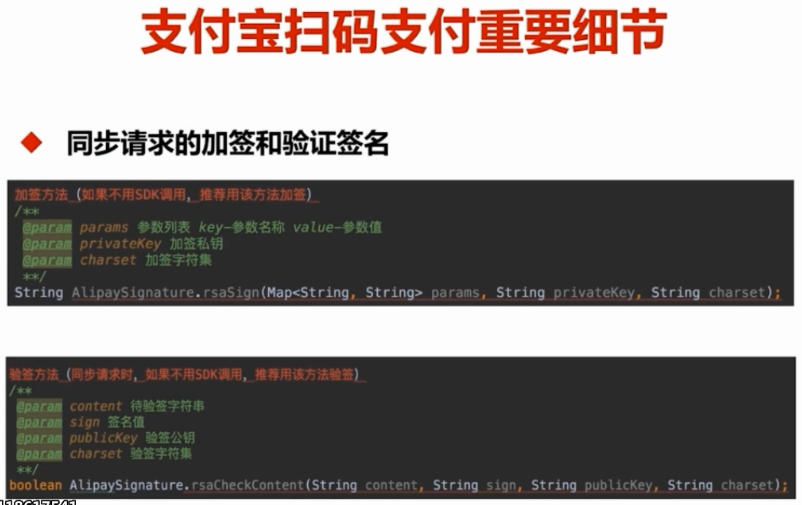 支付宝扫码支付重要细节
◆ 同步请求的加签和验证签名
加签方法（如果不用SDK调用，推荐用该方法加签）
/**
@param params 参数列表 key-参数名称 value-参数值
@param privateKey 加签私钥
@param charset 加签字符集
**/
String AlipaySignature.rsaSign(Map<String, String> params, String privateKey, String charset);
验签方法（同步请求时，如果不用SDK调用，推荐用该方法验签）
/**
@param content 待验签字符串
@param sign 签名值
@param publicKey 验签公钥
@param charset 验签字符集
**/
boolean AlipaySignature.rsaCheckContent(String content, String sign, String publicKey, String charset);